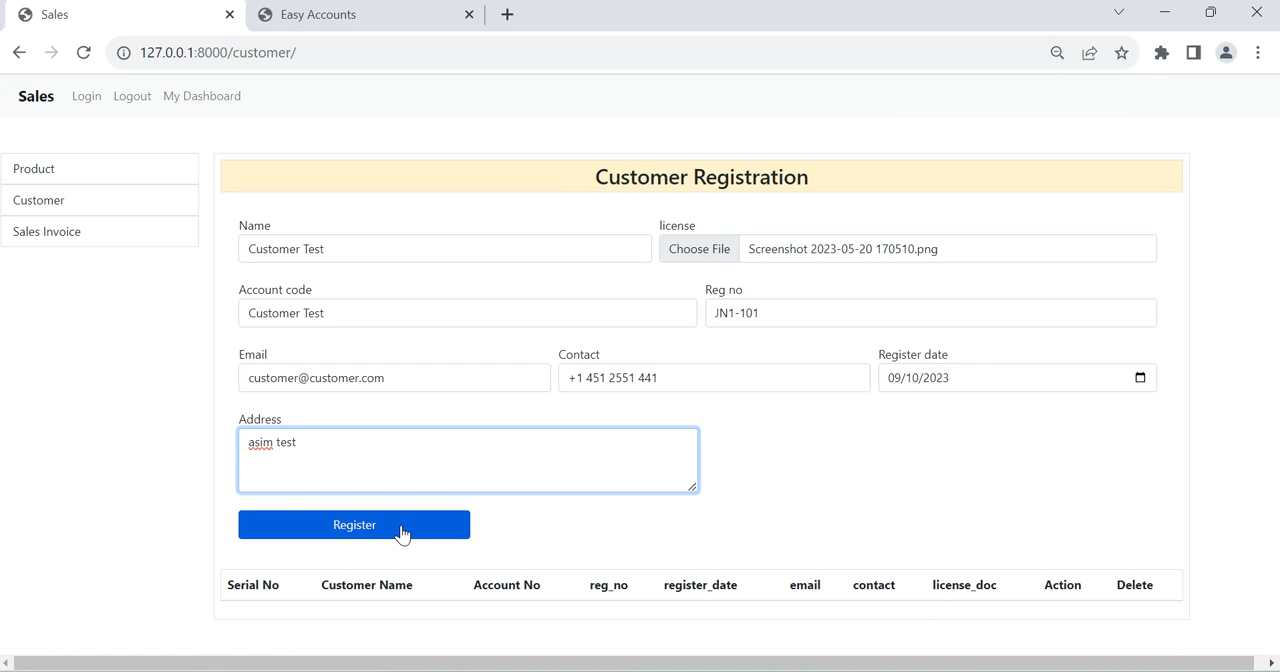 Sales
Easy Accounts
127.0.0.1:8000/customer/
Sales Login Logout My Dashboard
Product
Customer
Sales Invoice
Customer Registration
Name
license
Customer Test
Choose File Screenshot 2023-05-20 170510.png
Account code
Reg no
Customer Test
JN1-101
Email
Contact
Register date
customer@customer.com
+1 451 2551 441
09/10/2023
Address
asim test
Register
Serial No Customer Name Account No reg_no register_date email contact license_doc Action Delete